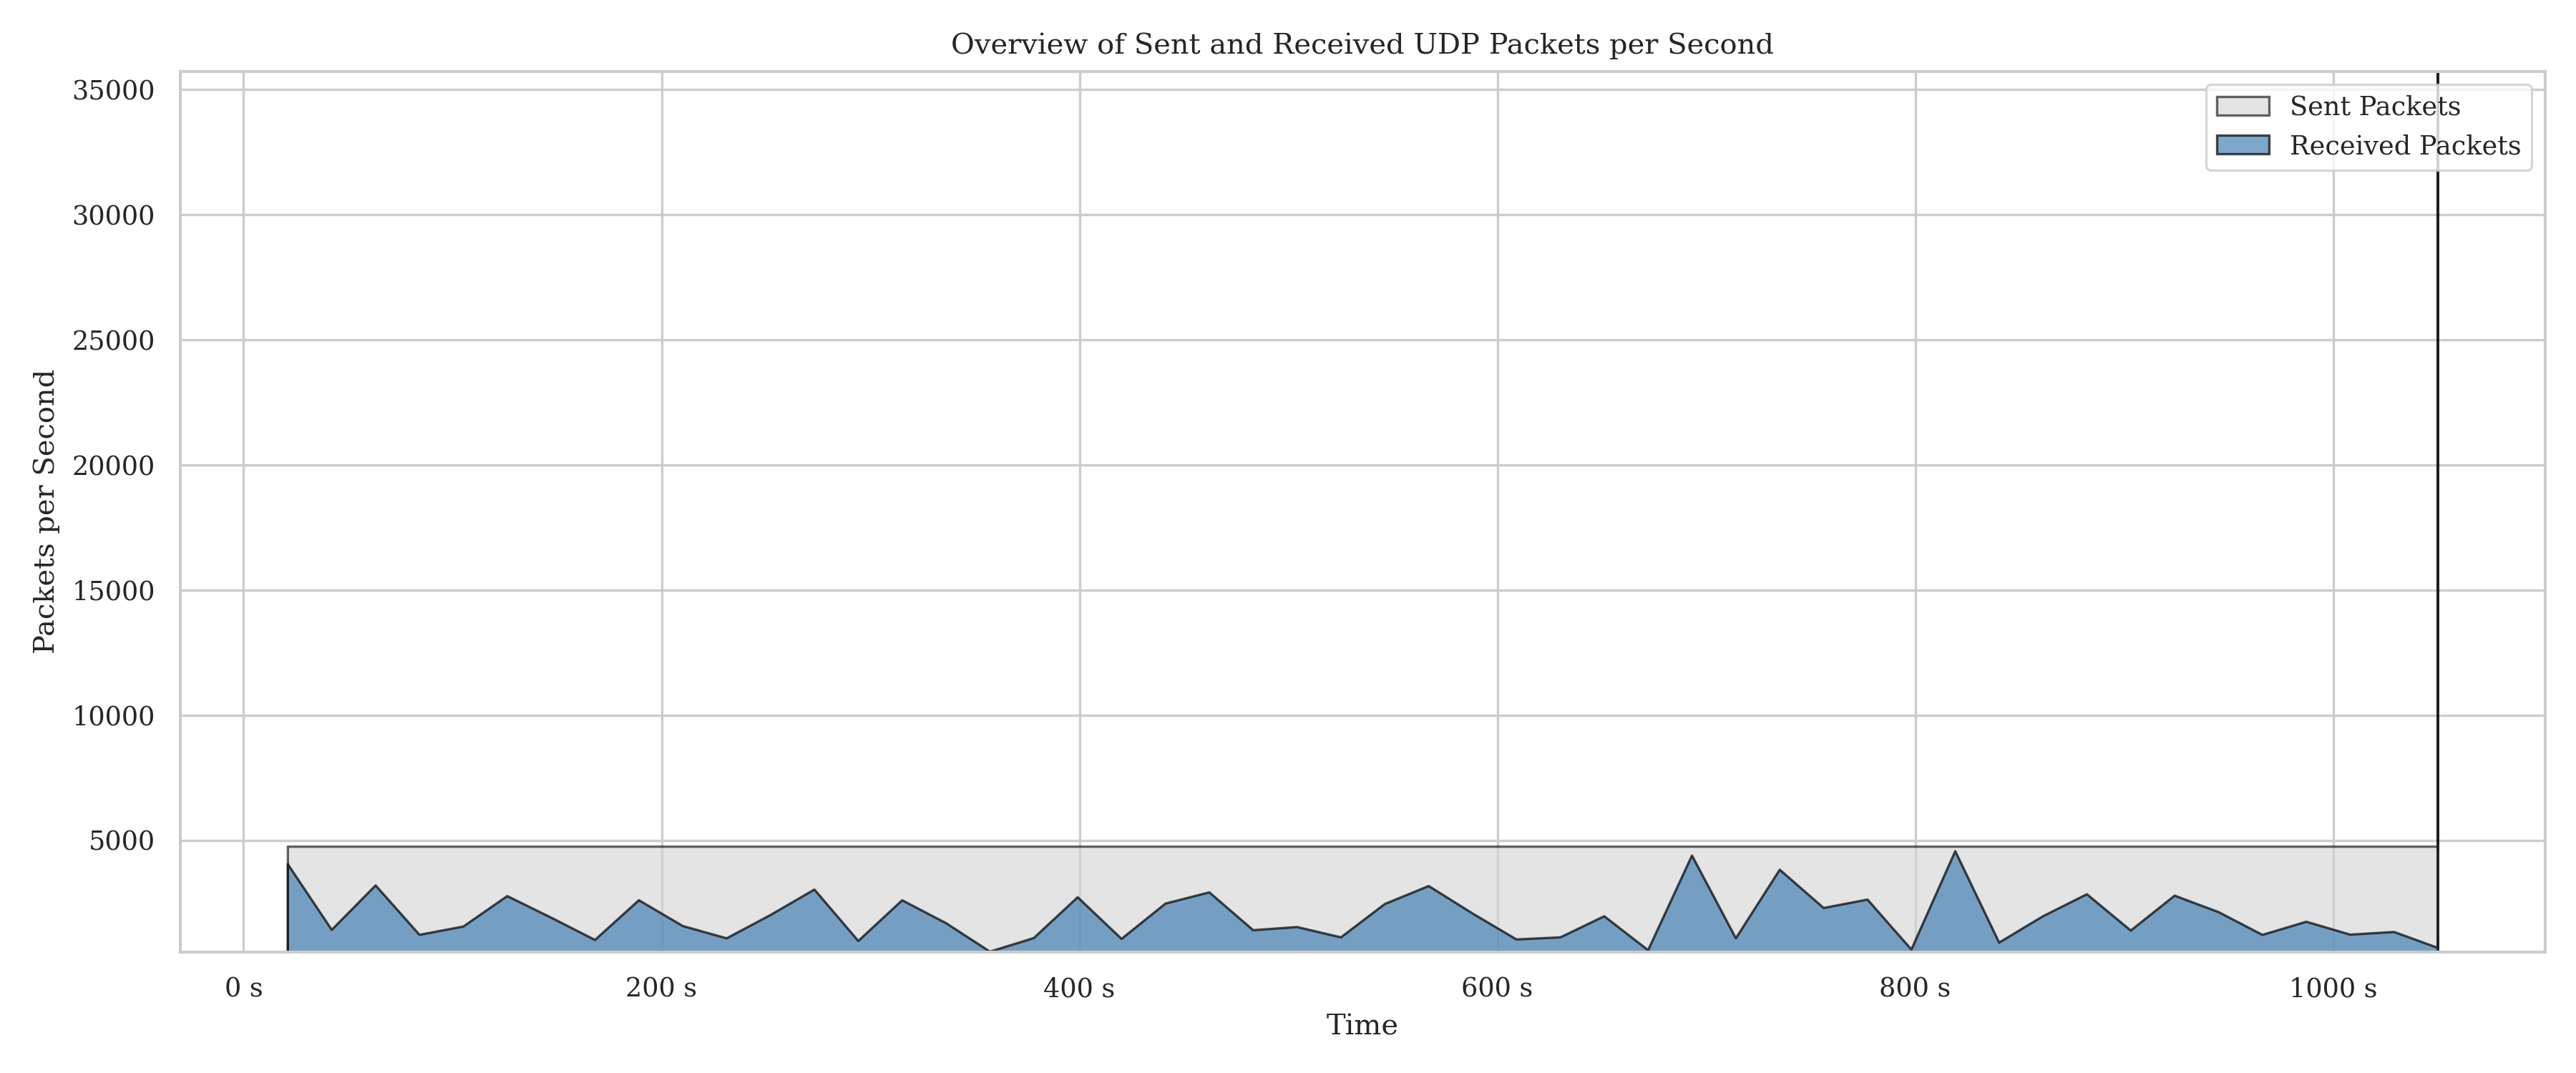 Overview of Sent and Received UDP Packets per Second
Sent Packets
Received Packets
Packets per Second
35000
30000
25000
20000
15000
10000
5000
0 s
200 s
400 s
600 s
800 s
1000 s
Time